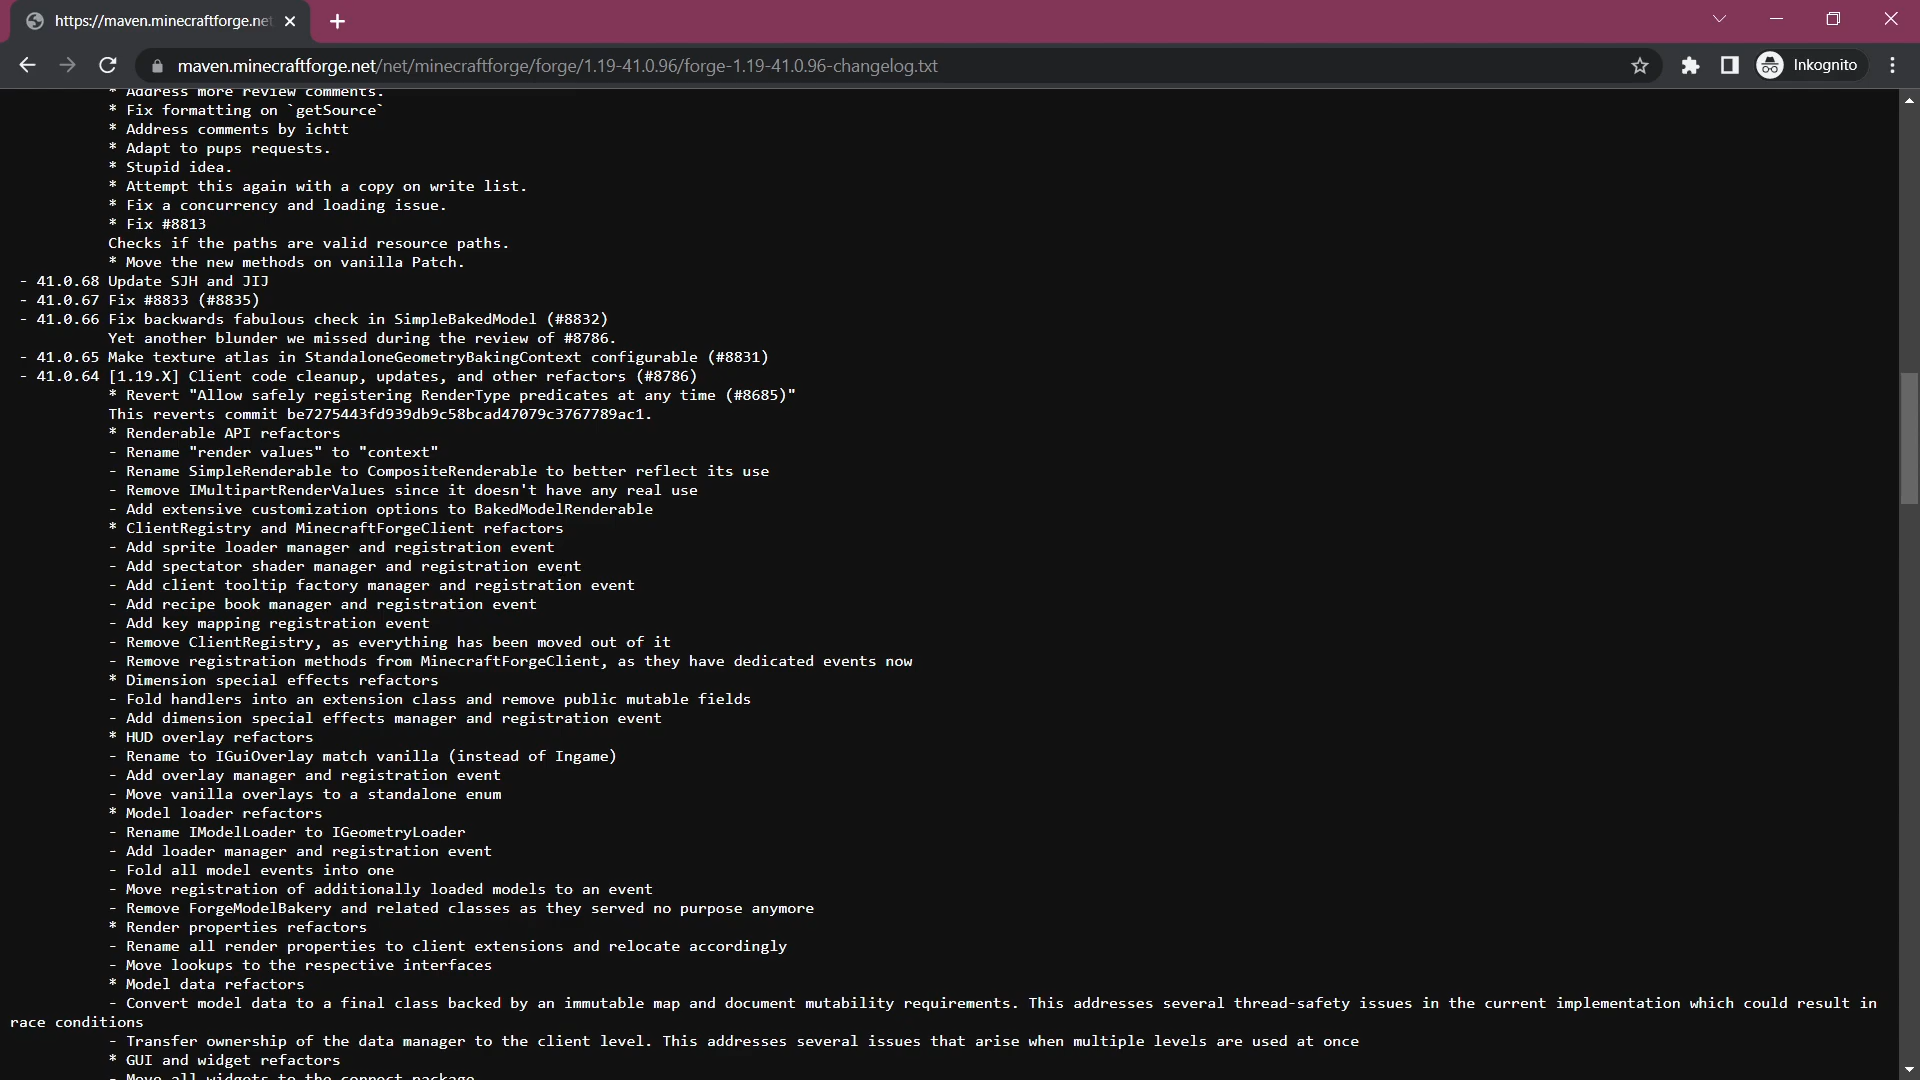 https://maven.minecraftforge.net
maven.minecraftforge.net/net/minecraftforge/forge/1.19-41.0.96/forge-1.19-41.0.96-changelog.txt
Inkognito
* Address more review comments.
* Fix formatting on `getSource`
* Address comments by ichtt
* Adapt to pups requests.
* Stupid idea.
* Attempt this again with a copy on write list.
* Fix a concurrency and loading issue.
* Fix #8813
Checks if the paths are valid resource paths.
* Move the new methods on vanilla Patch.
- 41.0.68 Update SJH and JIJ
- 41.0.67 Fix #8833 (#8835)
- 41.0.66 Fix backwards fabulous check in SimpleBakedModel (#8832)
Yet another blunder we missed during the review of #8786.
- 41.0.65 Make texture atlas in StandaloneGeometryBakingContext configurable (#8831)
- 41.0.64 [1.19.X] Client code cleanup, updates, and other refactors (#8786)
* Revert "Allow safely registering RenderType predicates at any time (#8685)"
This reverts commit be7275443fd939db9c58bcad47079c3767789ac1.
* Renderable API refactors
- Rename "render values" to "context"
- Rename SimpleRenderable to CompositeRenderable to better reflect its use
- Remove IMultipartRenderValues since it doesn't have any real use
- Add extensive customization options to BakedModelRenderable
* ClientRegistry and MinecraftForgeClient refactors
- Add sprite loader manager and registration event
- Add spectator shader manager and registration event
- Add client tooltip factory manager and registration event
- Add recipe book manager and registration event
- Add key mapping registration event
- Remove ClientRegistry, as everything has been moved out of it
- Remove registration methods from MinecraftForgeClient, as they have dedicated events now
* Dimension special effects refactors
- Fold handlers into an extension class and remove public mutable fields
- Add dimension special effects manager and registration event
* HUD overlay refactors
- Rename to IGuiOverlay match vanilla (instead of Ingame)
- Add overlay manager and registration event
- Move vanilla overlays to a standalone enum
* Model loader refactors
- Rename IModelLoader to IGeometryLoader
- Add loader manager and registration event
- Fold all model events into one
- Move registration of additionally loaded models to an event
- Remove ForgeModelBakery and related classes as they served no purpose anymore
* Render properties refactors
- Rename all render properties to client extensions and relocate accordingly
- Move lookups to the respective interfaces
* Model data refactors
- Convert model data to a final class backed by an immutable map and document mutability requirements. This addresses several thread-safety issues in the current implementation which could result in
race conditions
- Transfer ownership of the data manager to the client level. This addresses several issues that arise when multiple levels are used at once
* GUI and widget refactors
- Move all widgets to the correct package